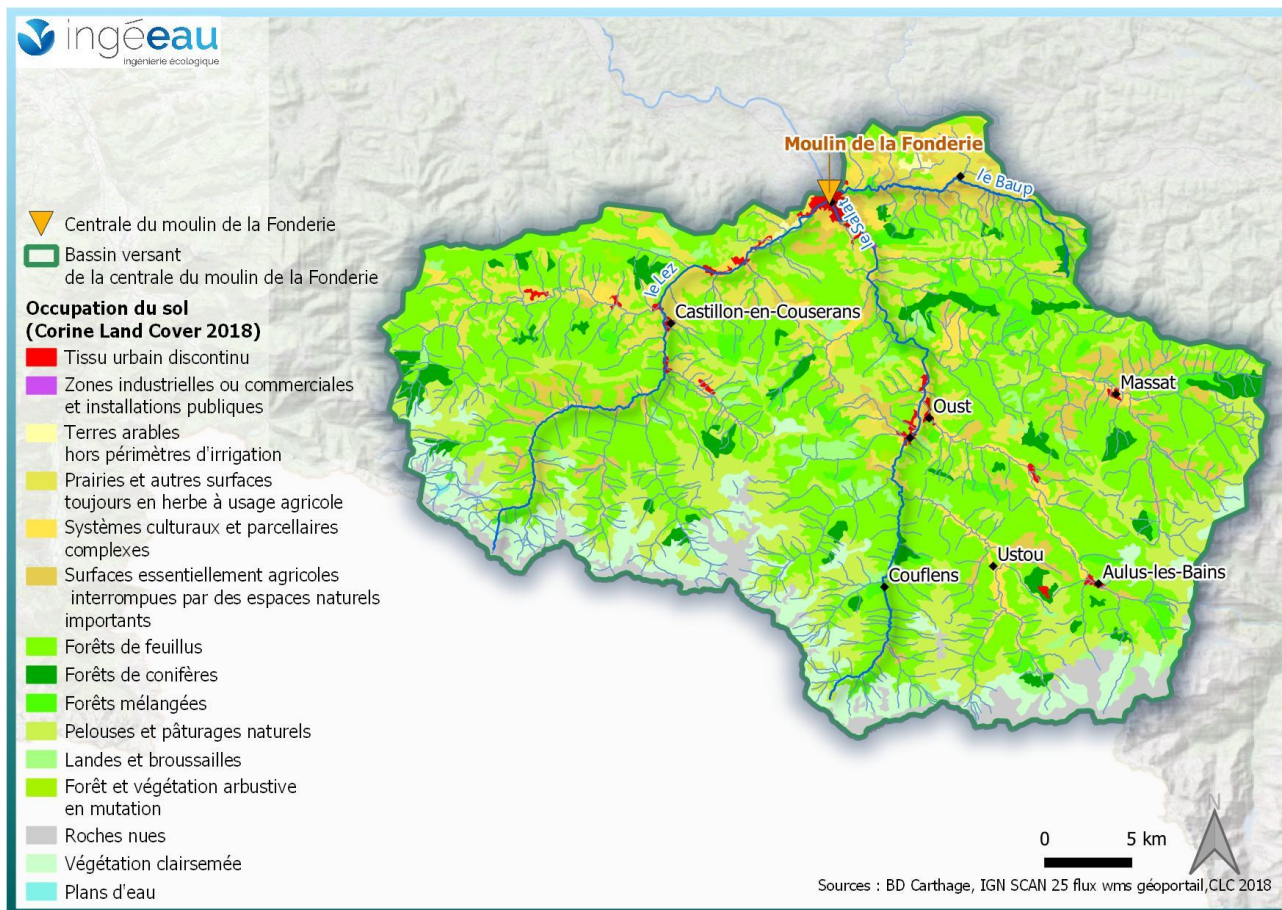 ingéeau
ingénierie écologique
Centrale du moulin de la Fonderie
Bassin versant
de la centrale du moulin de la Fonderie
Occupation du sol
(Corine Land Cover 2018)
Tissu urbain discontinu
Zones industrielles ou commerciales
et installations publiques
Terres arables
hors périmètres d'irrigation
Prairies et autres surfaces
toujours en herbe à usage agricole
Systèmes culturaux et parcellaires
complexes
Surfaces essentiellement agricoles
interrompues par des espaces naturels
importants
Forêts de feuillus
Forêts de conifères
Forêts mélangées
Pelouses et pâturages naturels
Landes et broussailles
Forêt et végétation arbustive
en mutation
Roches nues
Végétation clairsemée
Plans d'eau
Moulin de la Fonderie
le Baup
le Salat
le Lez
Castillon-en-Couserans
Massat
Oust
Ustou
Couflens
Aulus-les-Bains
N
0 5 km
Sources : BD Carthage, IGN SCAN 25 flux wms géoportail,CLC 2018